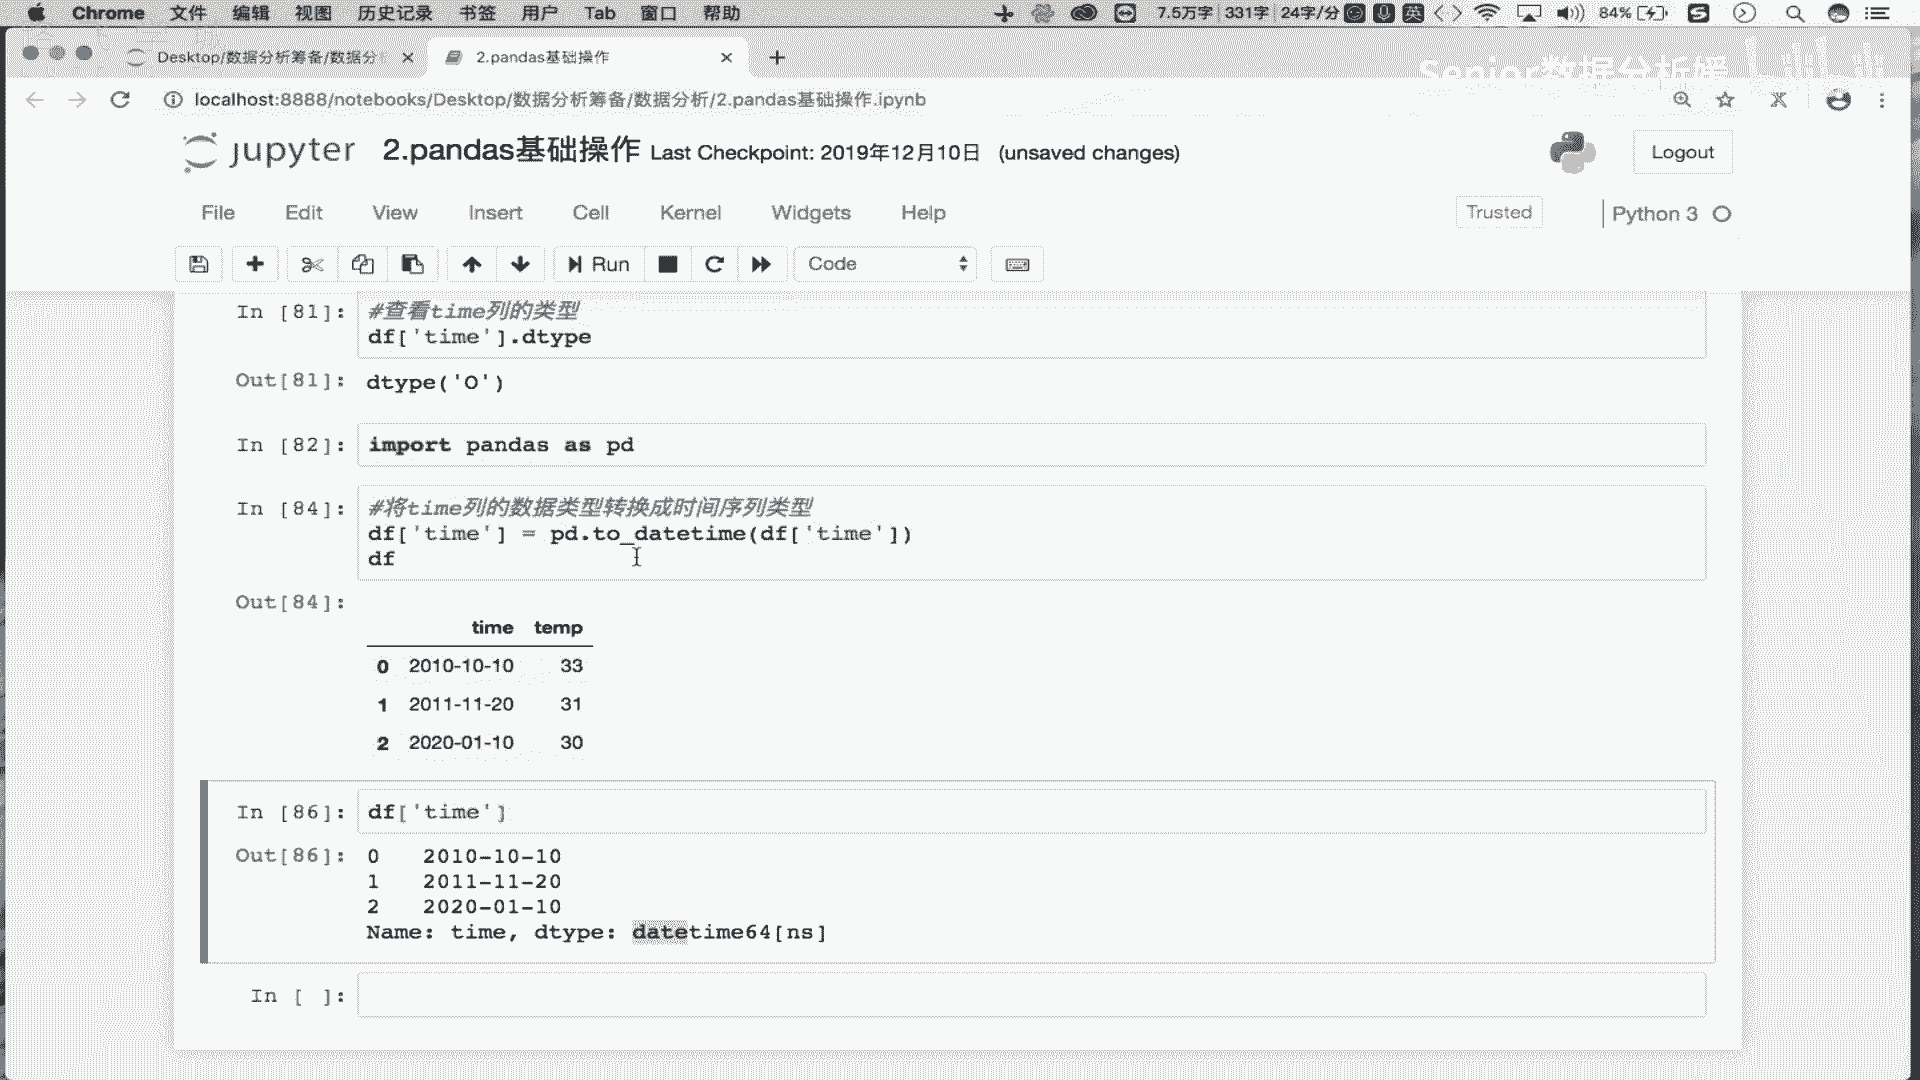 Chrome 文件 编辑 视图 历史记录 书签 用户 Tab 窗口 帮助 7.5万字 331字 24字/分 英 84%
Desktop/数据分析筹备/数据分 2.pandas基础操作
Senior数据分析媛 bilibili
localhost:8888/notebooks/Desktop/数据分析筹备/数据分析/2.pandas基础操作.ipynb
jupyter 2.pandas基础操作 Last Checkpoint: 2019年12月10日 (unsaved changes) Logout
File Edit View Insert Cell Kernel Widgets Help Trusted Python 3
Run Code
In [81]: #查看time列的类型
df['time'].dtype
Out[81]: dtype('O')
In [82]: import pandas as pd
In [84]: #将time列的数据类型转换成时间序列类型
df['time'] = pd.to_datetime(df['time'])
df
Out[84]:
time temp
0 2010-10-10 33
1 2011-11-20 31
2 2020-01-10 30
In [86]: df['time']
Out[86]: 0 2010-10-10
1 2011-11-20
2 2020-01-10
Name: time, dtype: datetime64[ns]
In [ ]: